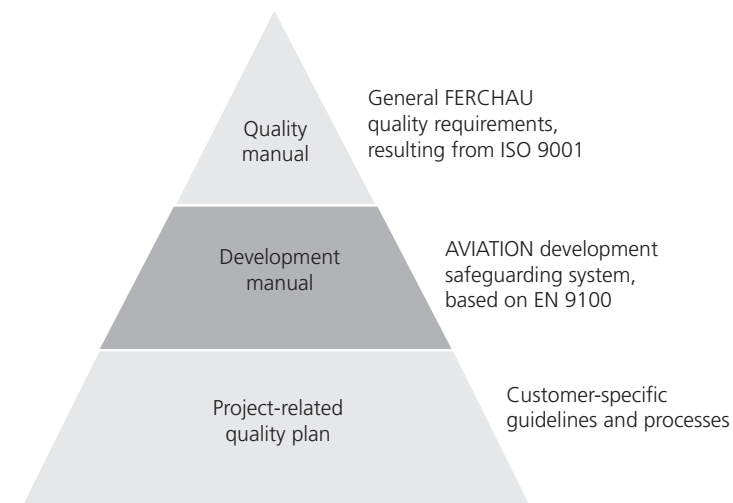 Quality
manual
General FERCHAU
quality requirements,
resulting from ISO 9001
Development
manual
AVIATION development
safeguarding system,
based on EN 9100
Project-related
quality plan
Customer-specific
guidelines and processes